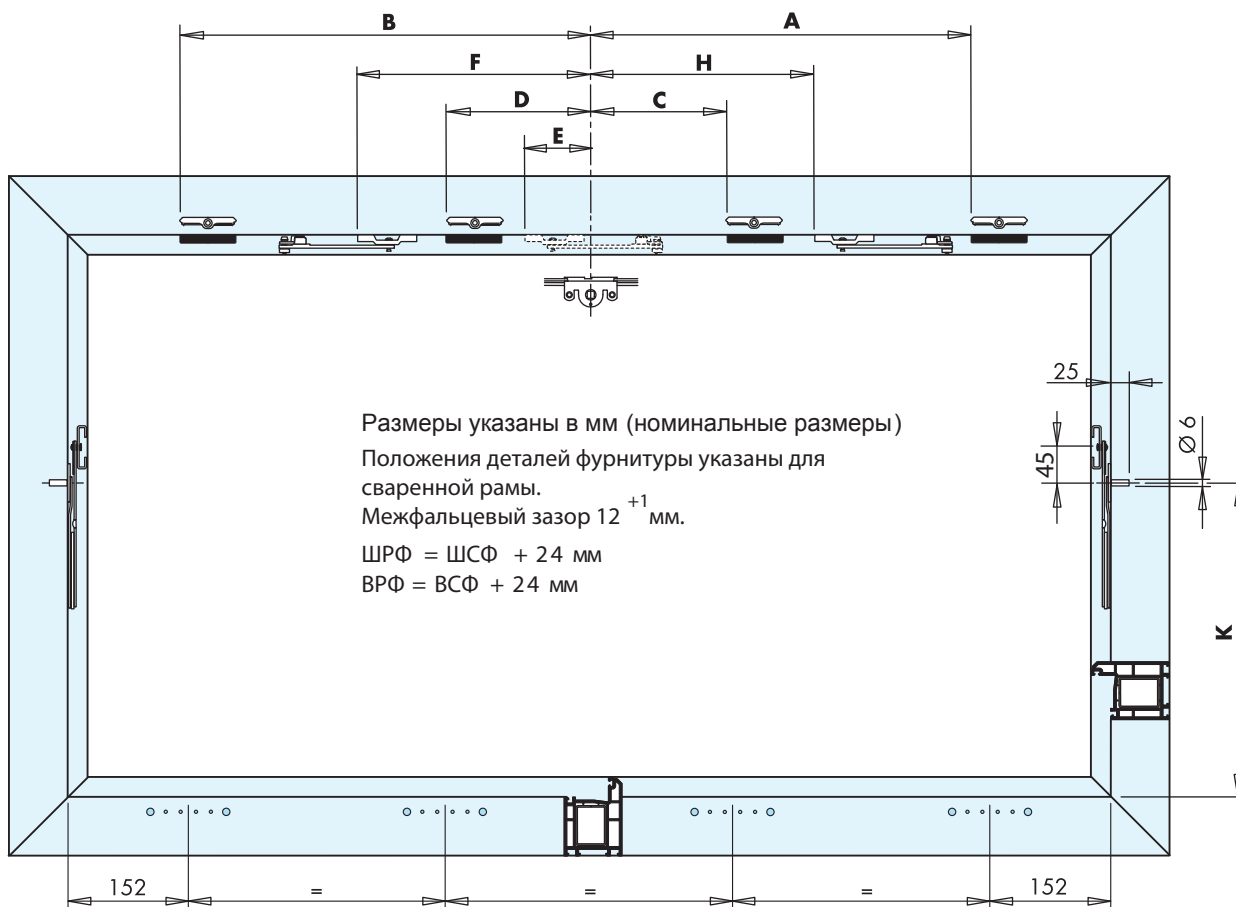 B
A
F
H
D
C
E
25
Ø 6
45
Размеры указаны в мм (номинальные размеры)
Положения деталей фурнитуры указаны для
сваренной рамы.
Межфальцевый зазор 12 +1 мм.
ШРФ = ШСФ + 24 мм
ВРФ = ВСФ + 24 мм
K
152
=
=
=
152